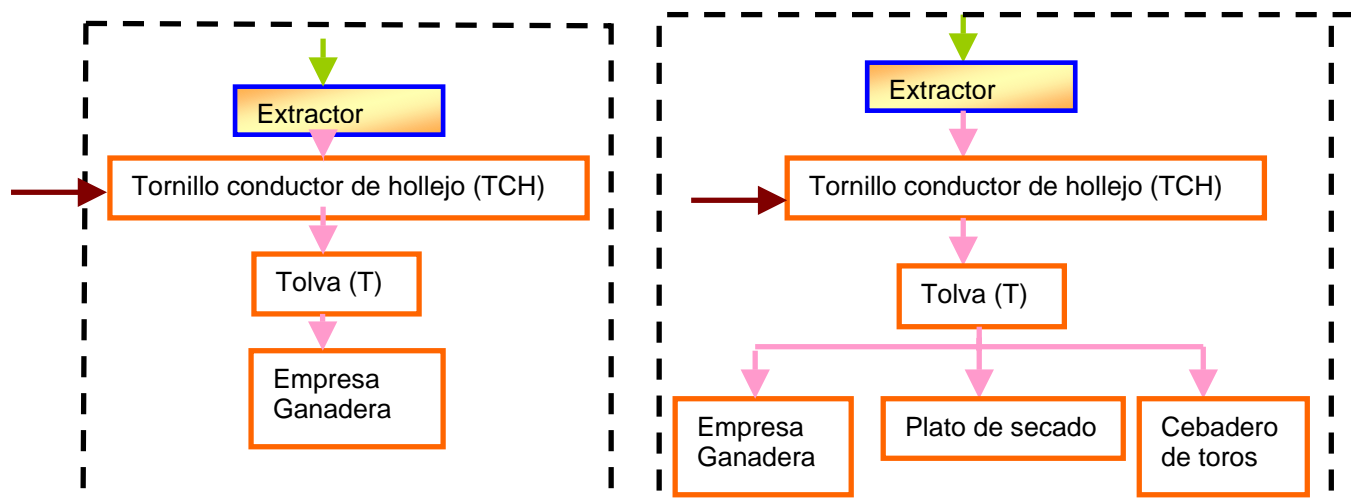 Extractor
Tornillo conductor de hollejo (TCH)
Tolva (T)
Empresa
Ganadera
Extractor
Tornillo conductor de hollejo (TCH)
Tolva (T)
Empresa
Ganadera
Plato de secado
Cebadero
de toros